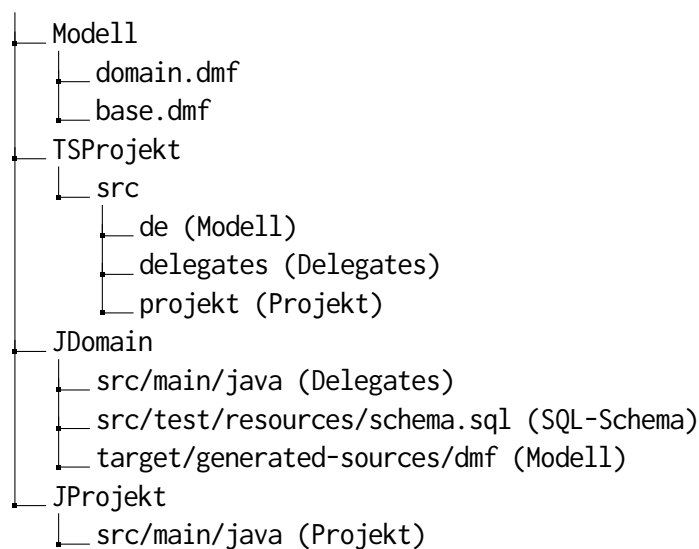 Modell
domain.dmf
base.dmf
TSProjekt
src
de (Modell)
delegates (Delegates)
projekt (Projekt)
JDomain
src/main/java (Delegates)
src/test/resources/schema.sql (SQL-Schema)
target/generated-sources/dmf (Modell)
JProjekt
src/main/java (Projekt)